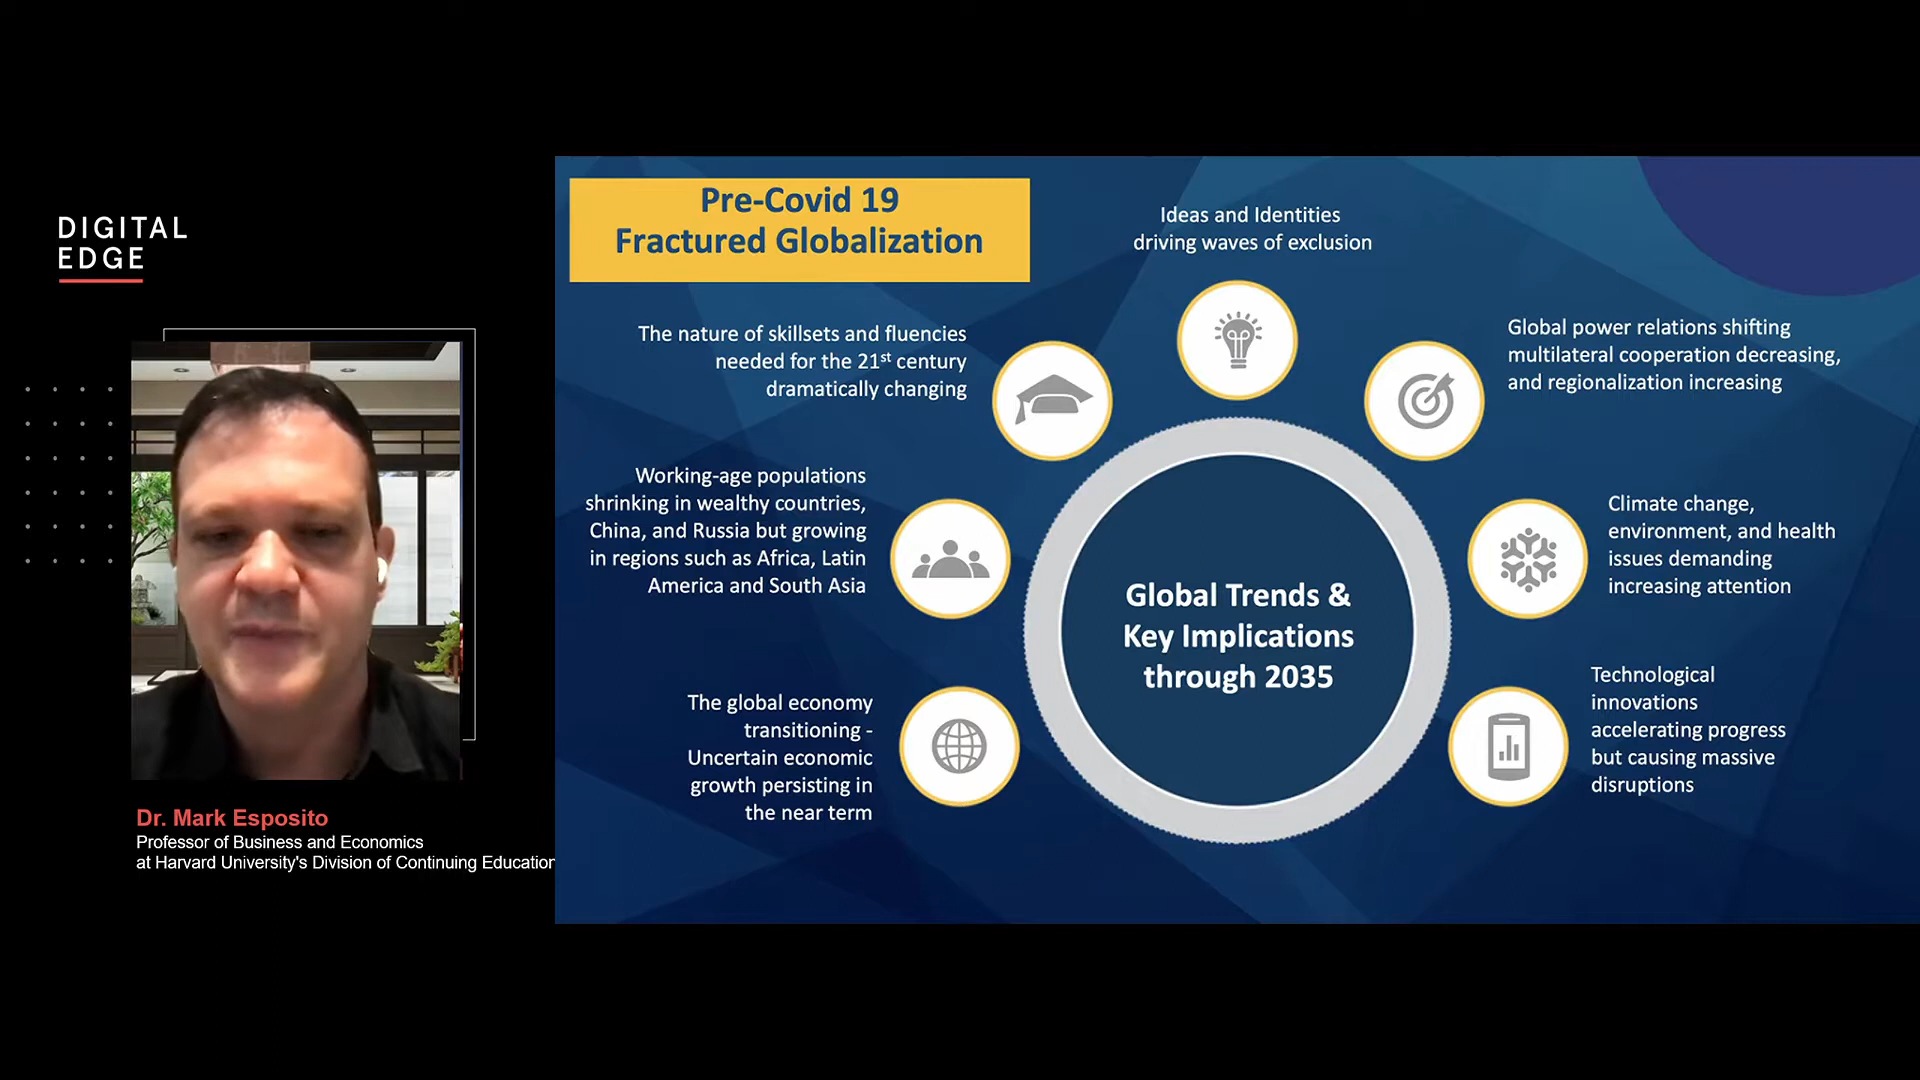 DIGITAL
EDGE
Dr. Mark Esposito
Professor of Business and Economics
at Harvard University's Division of Continuing Education
Pre-Covid 19
Fractured Globalization
Ideas and Identities
driving waves of exclusion
The nature of skillsets and fluencies
needed for the 21st century
dramatically changing
Global power relations shifting
multilateral cooperation decreasing,
and regionalization increasing
Working-age populations
shrinking in wealthy countries,
China, and Russia but growing
in regions such as Africa, Latin
America and South Asia
Climate change,
environment, and health
issues demanding
increasing attention
Global Trends &
Key Implications
through 2035
The global economy
transitioning -
Uncertain economic
growth persisting in
the near term
Technological
innovations
accelerating progress
but causing massive
disruptions